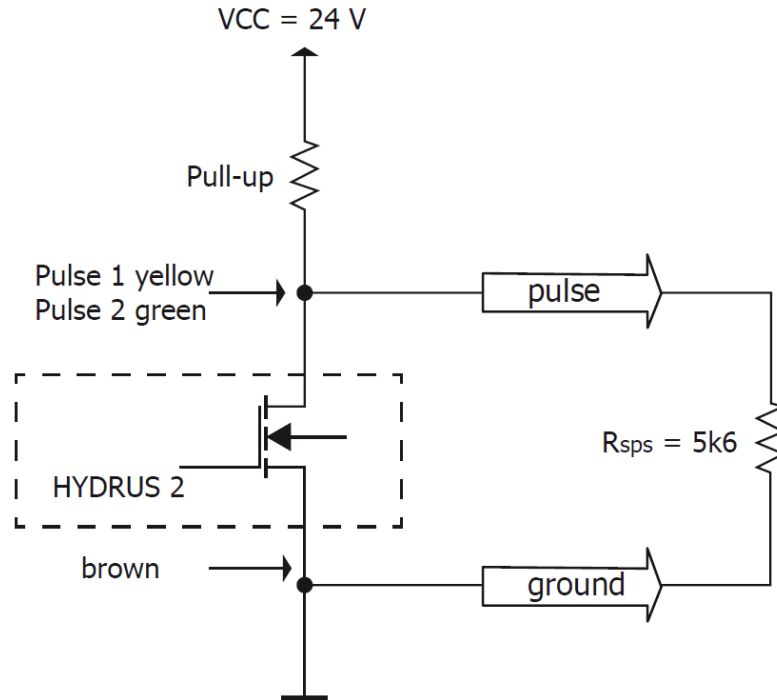 VCC = 24 V
Pull-up
Pulse 1 yellow
Pulse 2 green
pulse
Rsps = 5k6
HYDRUS 2
brown
ground